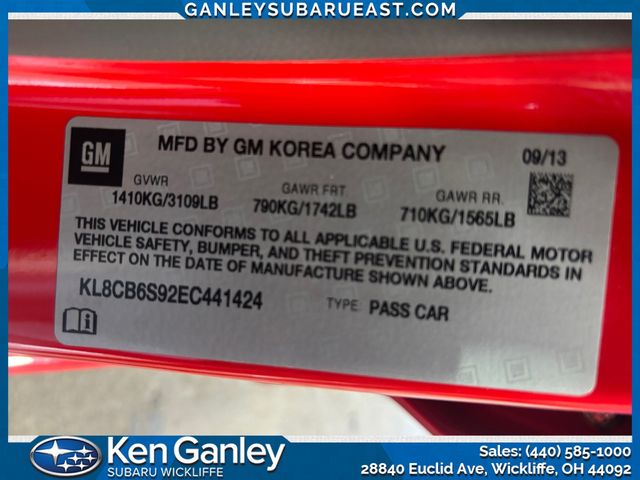 GANLEYSUBARUEAST.COM
GM
MFD BY GM KOREA COMPANY
09/13
GVWR
GAWR FRT.
GAWR RR.
1410KG/3109LB
790KG/1742LB
710KG/1565LB
THIS VEHICLE CONFORMS TO ALL APPLICABLE U.S. FEDERAL MOTOR
VEHICLE SAFETY, BUMPER, AND THEFT PREVENTION STANDARDS IN
EFFECT ON THE DATE OF MANUFACTURE SHOWN ABOVE.
KL8CB6S92EC441424
TYPE: PASS CAR
Ken Ganley
SUBARU WICKLIFFE
Sales: (440) 585-1000
28840 Euclid Ave, Wickliffe, OH 44092